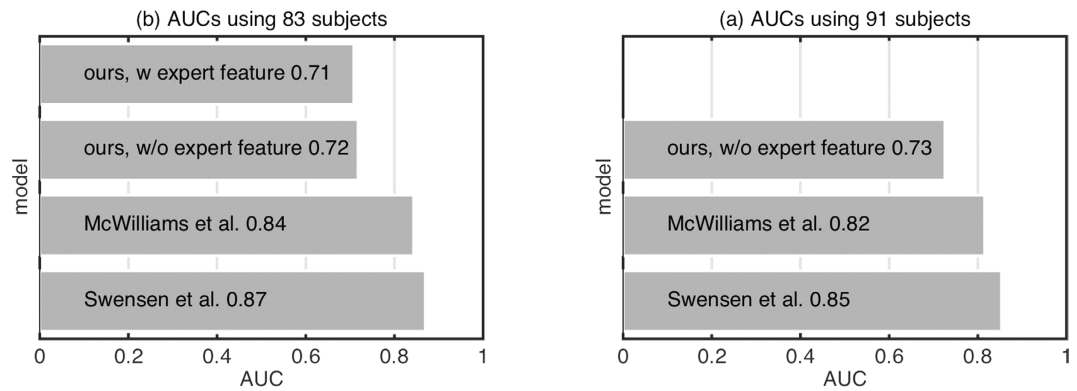 (b) AUCs using 83 subjects
ours, w expert feature 0.71
ours, w/o expert feature 0.72
McWilliams et al. 0.84
Swensen et al. 0.87
model
0 0.2 0.4 0.6 0.8 1
AUC
(a) AUCs using 91 subjects
ours, w/o expert feature 0.73
McWilliams et al. 0.82
Swensen et al. 0.85
model
0 0.2 0.4 0.6 0.8 1
AUC